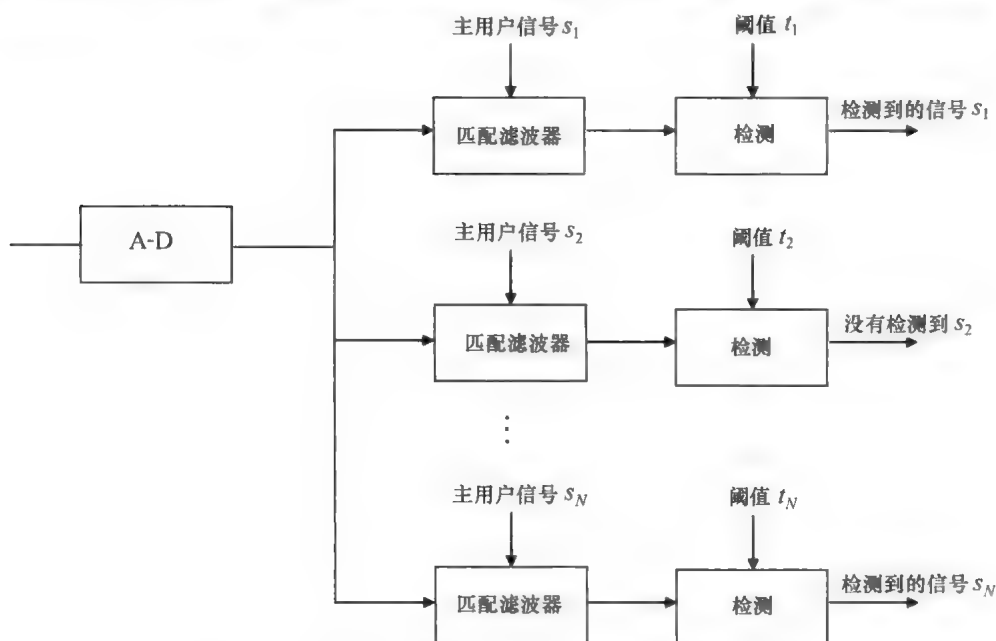 主用户信号 s₁
阈值 t₁
匹配滤波器
检测
检测到的信号 s₁
A-D
主用户信号 s₂
阈值 t₂
匹配滤波器
检测
没有检测到 s₂
⋮
主用户信号 s_N
阈值 t_N
匹配滤波器
检测
检测到的信号 s_N